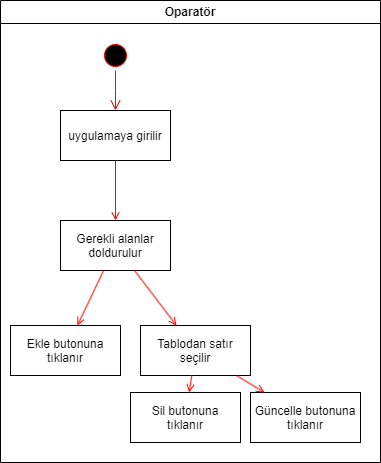 Oparatör
uygulamaya girilir
Gerekli alanlar
doldurulur
Ekle butonuna
tıklanır
Tablodan satır
seçilir
Sil butonuna
tıklanır
Güncelle butonuna
tıklanır